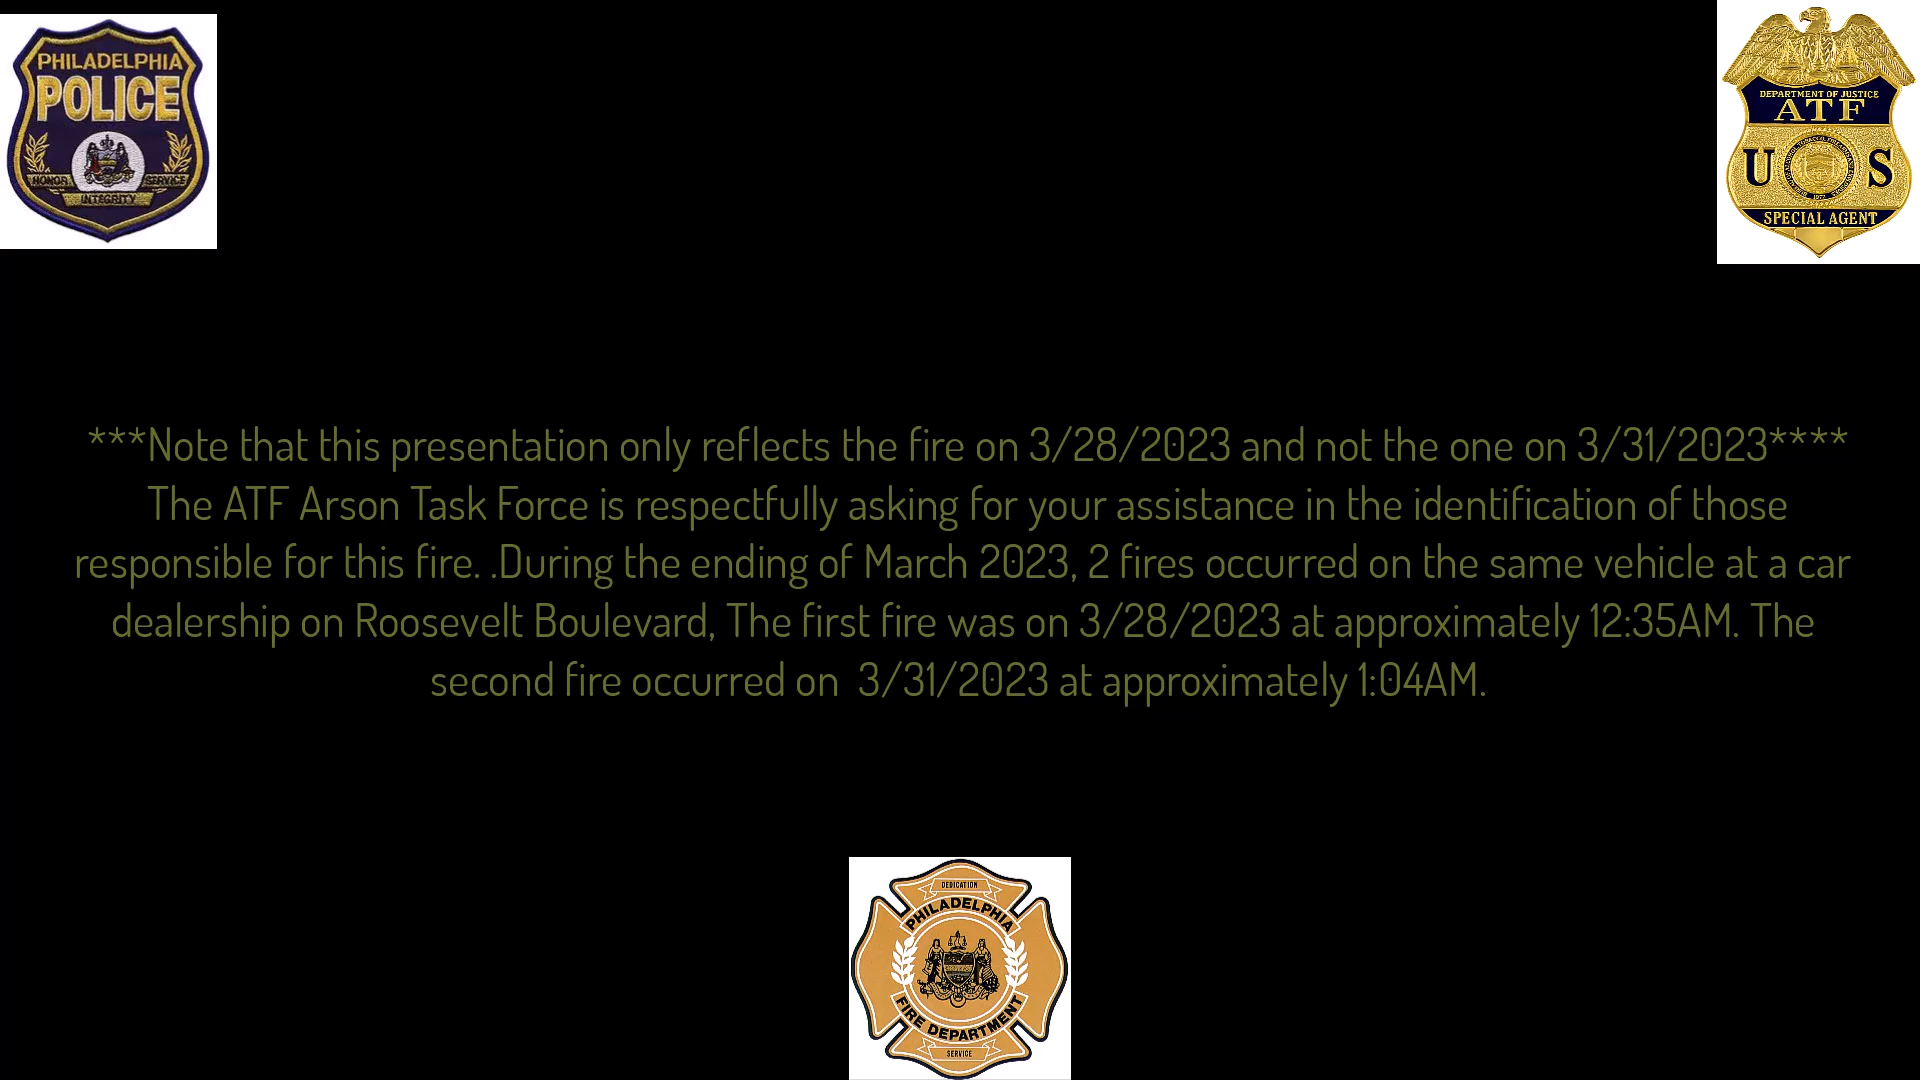 PHILADELPHIA
POLICE
HONOR SERVICE
INTEGRITY
DEPARTMENT OF JUSTICE
ATF
U S
SPECIAL AGENT
***Note that this presentation only reflects the fire on 3/28/2023 and not the one on 3/31/2023****
The ATF Arson Task Force is respectfully asking for your assistance in the identification of those
responsible for this fire. .During the ending of March 2023, 2 fires occurred on the same vehicle at a car
dealership on Roosevelt Boulevard, The first fire was on 3/28/2023 at approximately 12:35AM. The
second fire occurred on  3/31/2023 at approximately 1:04AM.
DEDICATION
PHILADELPHIA
FIRE DEPARTMENT
SERVICE